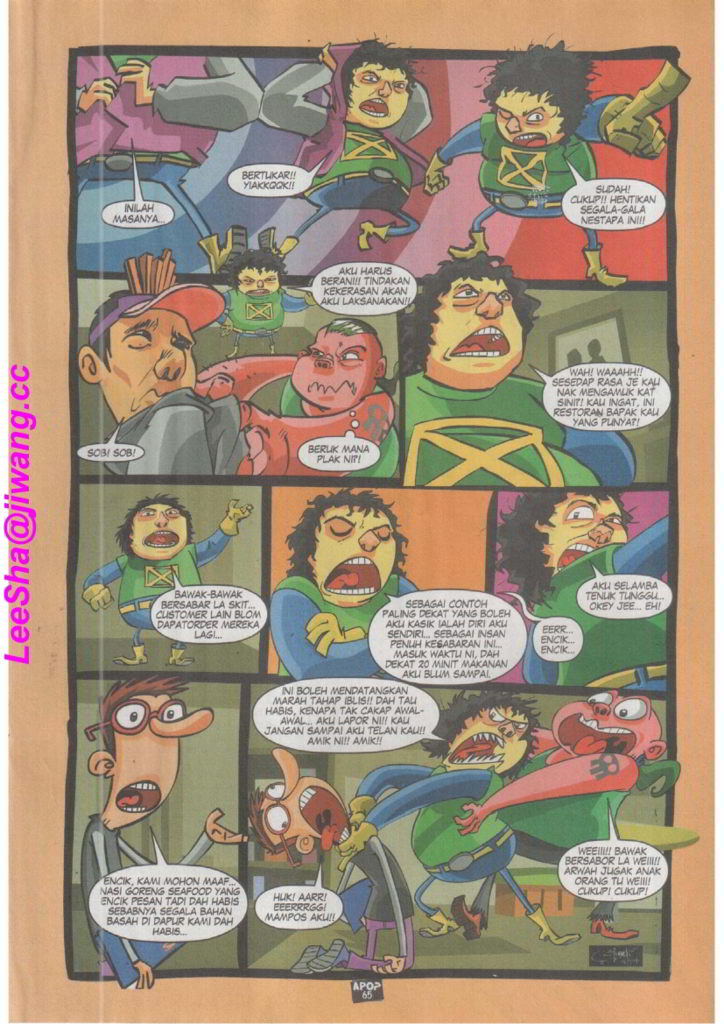 INILAH
MASANYA...
BERTUKAR!!
YIAKKQQK!!
SUDAH!
CUKUP!! HENTIKAN
SEGALA-GALA
NESTAPA INI!!!
AKU HARUS
BERANI!! TINDAKAN
KEKERASAN AKAN
AKU LAKSANAKAN!!
SOB! SOB!
BERUK MANA
PLAK NI?!
WAH! WAAAHH!!
SESEDAP RASA JE KAU
NAK MENGAMUK KAT
SINI?! KAU INGAT, INI
RESTORAN BAPAK KAU
YANG PUNYA?!
BAWAK-BAWAK
BERSABAR LA SKIT...
CUSTOMER LAIN BLOM
DAPATORDER MEREKA
LAGI...
SEBAGAI CONTOH
PALING DEKAT YANG BOLEH
AKU KASIK IALAH DIRI AKU
SENDIRI... SEBAGAI INSAN
PENUH KESABARAN INI...
MASUK WAKTU NI, DAH
DEKAT 20 MINIT MAKANAN
AKU BLUM SAMPAI.
AKU SELAMBA
TENUK TUNGGU...
OKEY JEE... EH!
EERR...
ENCIK...
ENCIK...
ENCIK, KAMI MOHON MAAF...
NASI GORENG SEAFOOD YANG
ENCIK PESAN TADI DAH HABIS
SEBABNYA SEGALA BAHAN
BASAH DI DAPUR KAMI DAH
HABIS...
INI BOLEH MENDATANGKAN
MARAH TAHAP IBLIS!! DAH TAU
HABIS, KENAPA TAK CAKAP AWAL-
AWAL... AKU LAPOR NI!! KAU
JANGAN SAMPAI AKU TELAN KAU!!
AMIK NI!! AMIK!!
HUK! AARR!
EEERRRGG!
MAMPOS AKU!!
WEEIII!! BAWAK
BERSABOR LA WEIII!!
ARWAH JUGAK ANAK
ORANG TU WEIII!
CUKUP! CUKUP!
APO?
65
LeeSha@jiwang.cc